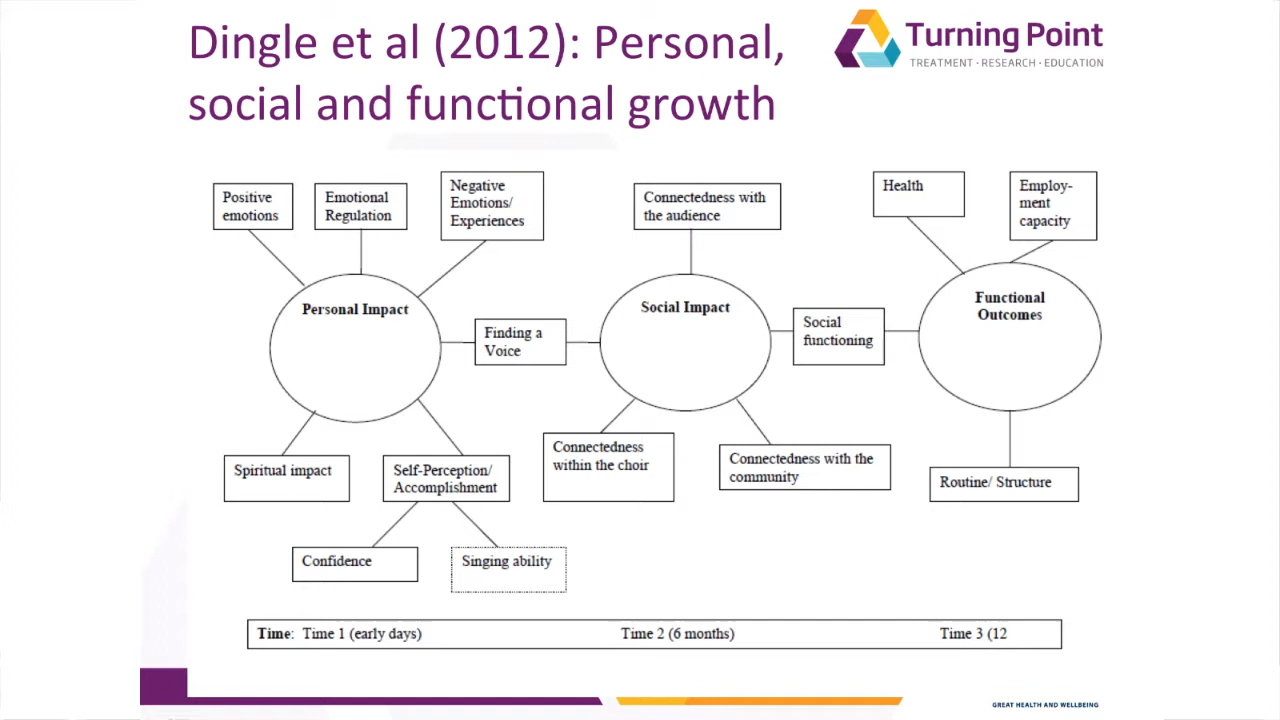 Dingle et al (2012): Personal,
social and functional growth
Turning Point
TREATMENT · RESEARCH · EDUCATION
Positive
emotions
Emotional
Regulation
Negative
Emotions/
Experiences
Connectedness with
the audience
Health
Employ-
ment
capacity
Personal Impact
Finding a
Voice
Social Impact
Social
functioning
Functional
Outcomes
Spiritual impact
Self-Perception/
Accomplishment
Connectedness
within the choir
Connectedness with the
community
Routine/ Structure
Confidence
Singing ability
Time: Time 1 (early days) Time 2 (6 months) Time 3 (12
GREAT HEALTH AND WELLBEING